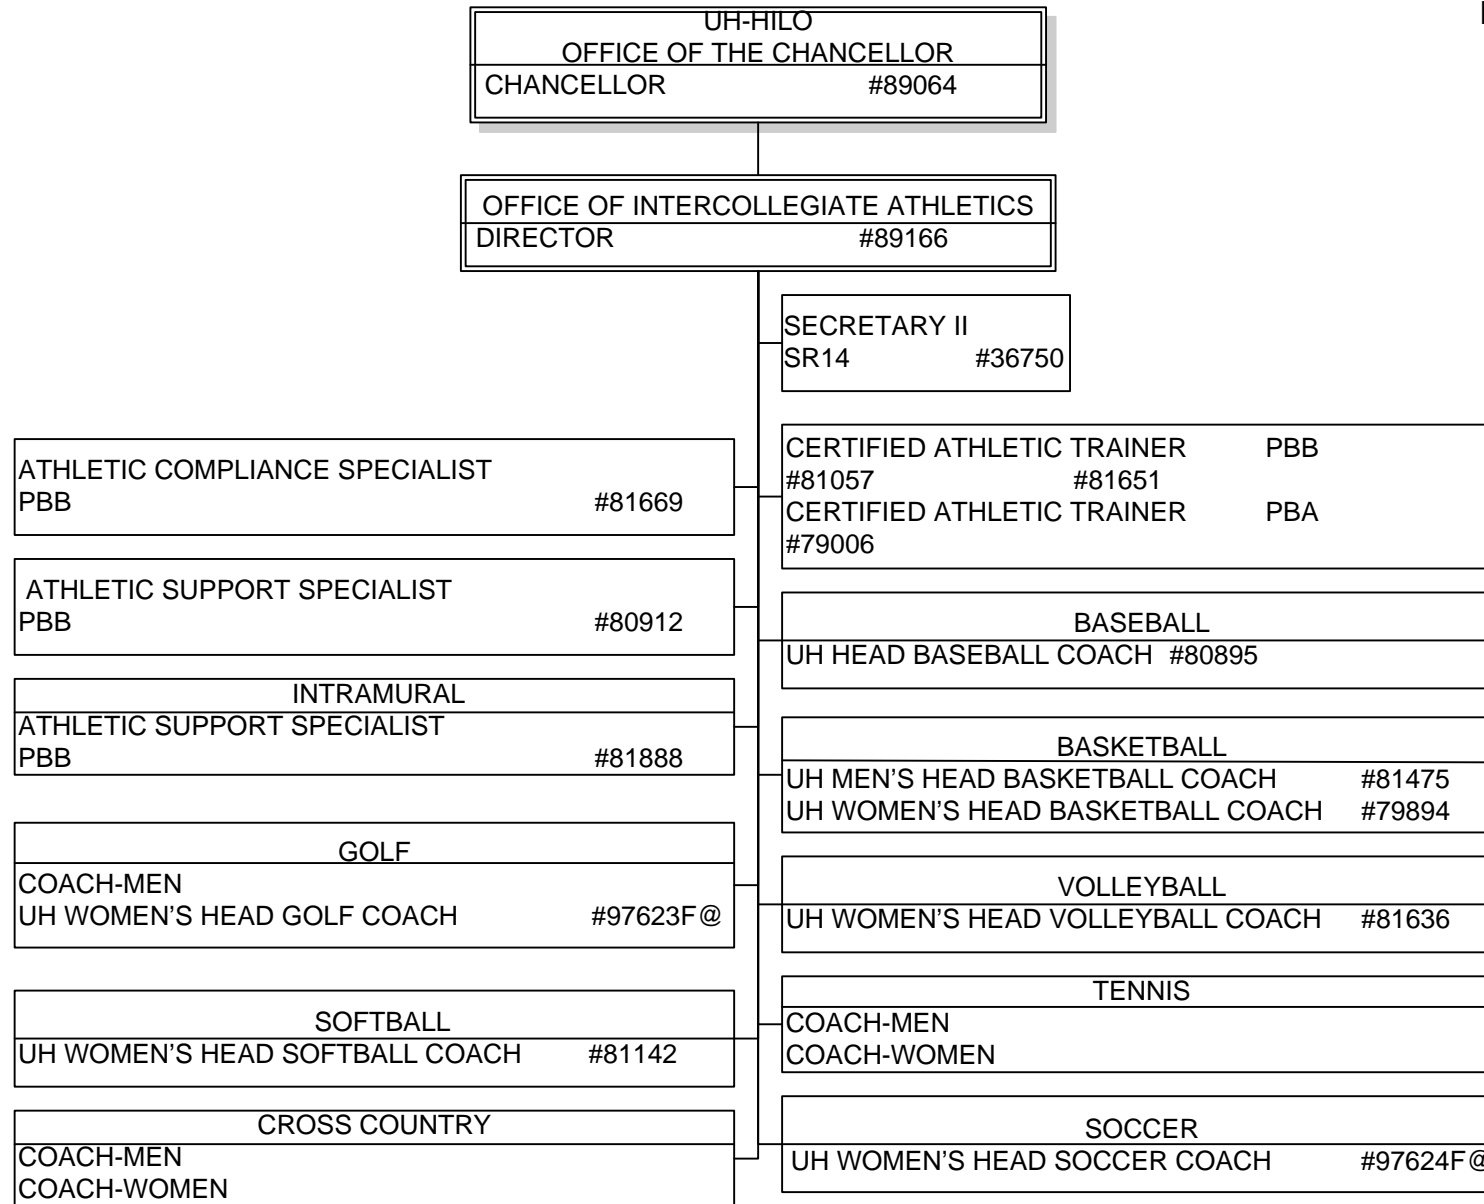 UH-HILO
OFFICE OF THE CHANCELLOR
CHANCELLOR #89064
OFFICE OF INTERCOLLEGIATE ATHLETICS
DIRECTOR #89166
SECRETARY II
SR14 #36750
ATHLETIC COMPLIANCE SPECIALIST
PBB #81669
ATHLETIC SUPPORT SPECIALIST
PBB #80912
INTRAMURAL
ATHLETIC SUPPORT SPECIALIST
PBB #81888
GOLF
COACH-MEN
UH WOMEN'S HEAD GOLF COACH #97623F@
SOFTBALL
UH WOMEN'S HEAD SOFTBALL COACH #81142
CROSS COUNTRY
COACH-MEN
COACH-WOMEN
CERTIFIED ATHLETIC TRAINER PBB
#81057 #81651
CERTIFIED ATHLETIC TRAINER PBA
#79006
BASEBALL
UH HEAD BASEBALL COACH #80895
BASKETBALL
UH MEN'S HEAD BASKETBALL COACH #81475
UH WOMEN'S HEAD BASKETBALL COACH #79894
VOLLEYBALL
UH WOMEN'S HEAD VOLLEYBALL COACH #81636
TENNIS
COACH-MEN
COACH-WOMEN
SOCCER
UH WOMEN'S HEAD SOCCER COACH #97624F@